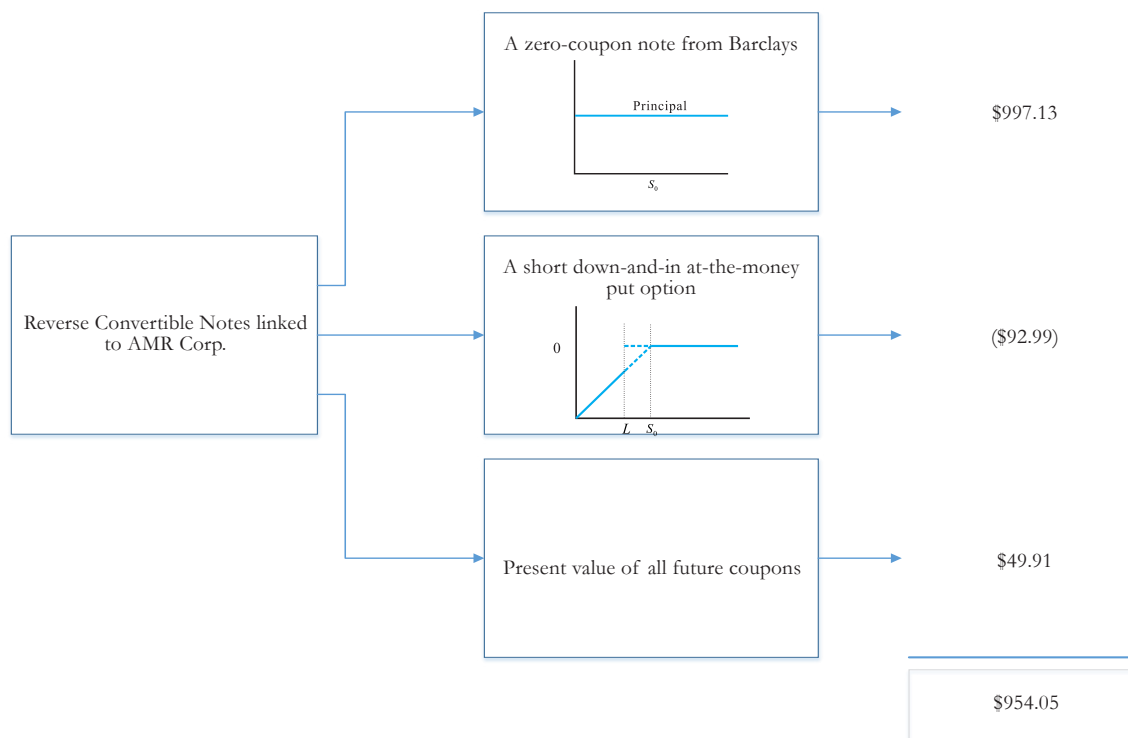 A zero-coupon note from Barclays
Principal
S₀
$997.13
Reverse Convertible Notes linked
to AMR Corp.
A short down-and-in at-the-money
put option
0
L S₀
($92.99)
Present value of all future coupons
$49.91
$954.05